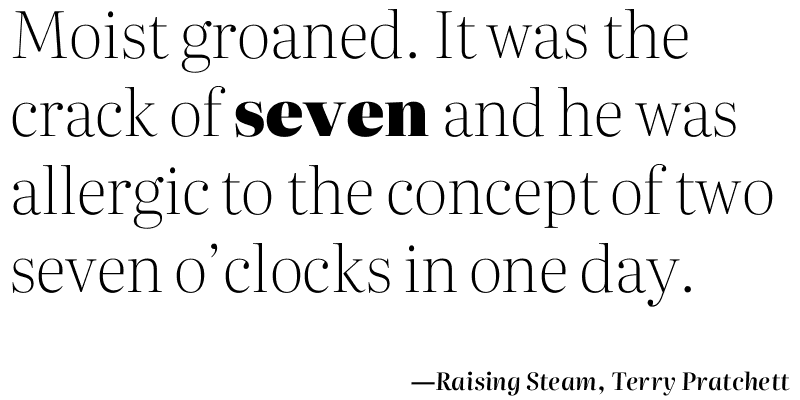 Moist groaned. It was the
crack of seven and he was
allergic to the concept of two
seven o’clocks in one day.
—Raising Steam, Terry Pratchett